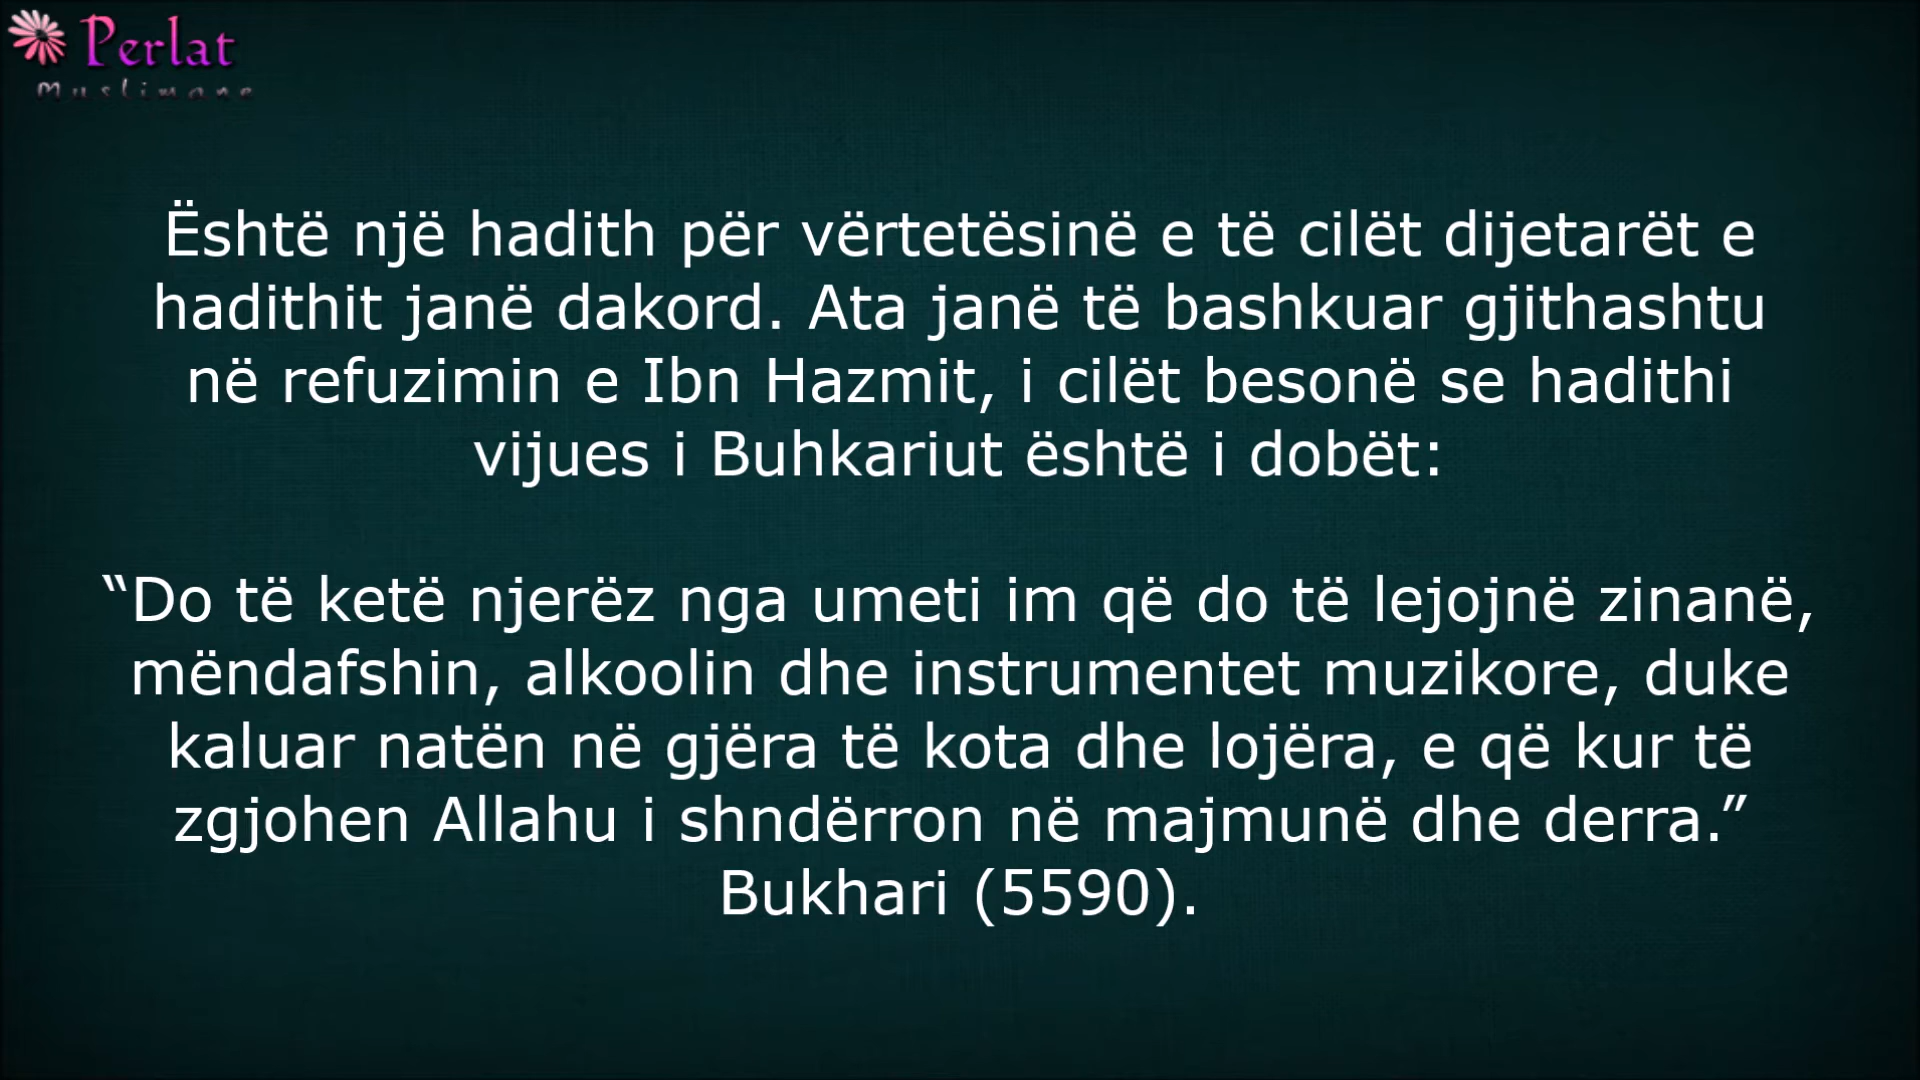 Perlat
Muslimane
Është një hadith për vërtetësinë e të cilët dijetarët e
hadithit janë dakord. Ata janë të bashkuar gjithashtu
në refuzimin e Ibn Hazmit, i cilët besonë se hadithi
vijues i Buhkariut është i dobët:
“Do të ketë njerëz nga umeti im që do të lejojnë zinanë,
mëndafshin, alkoolin dhe instrumentet muzikore, duke
kaluar natën në gjëra të kota dhe lojëra, e që kur të
zgjohen Allahu i shndërron në majmunë dhe derra.”
Bukhari (5590).